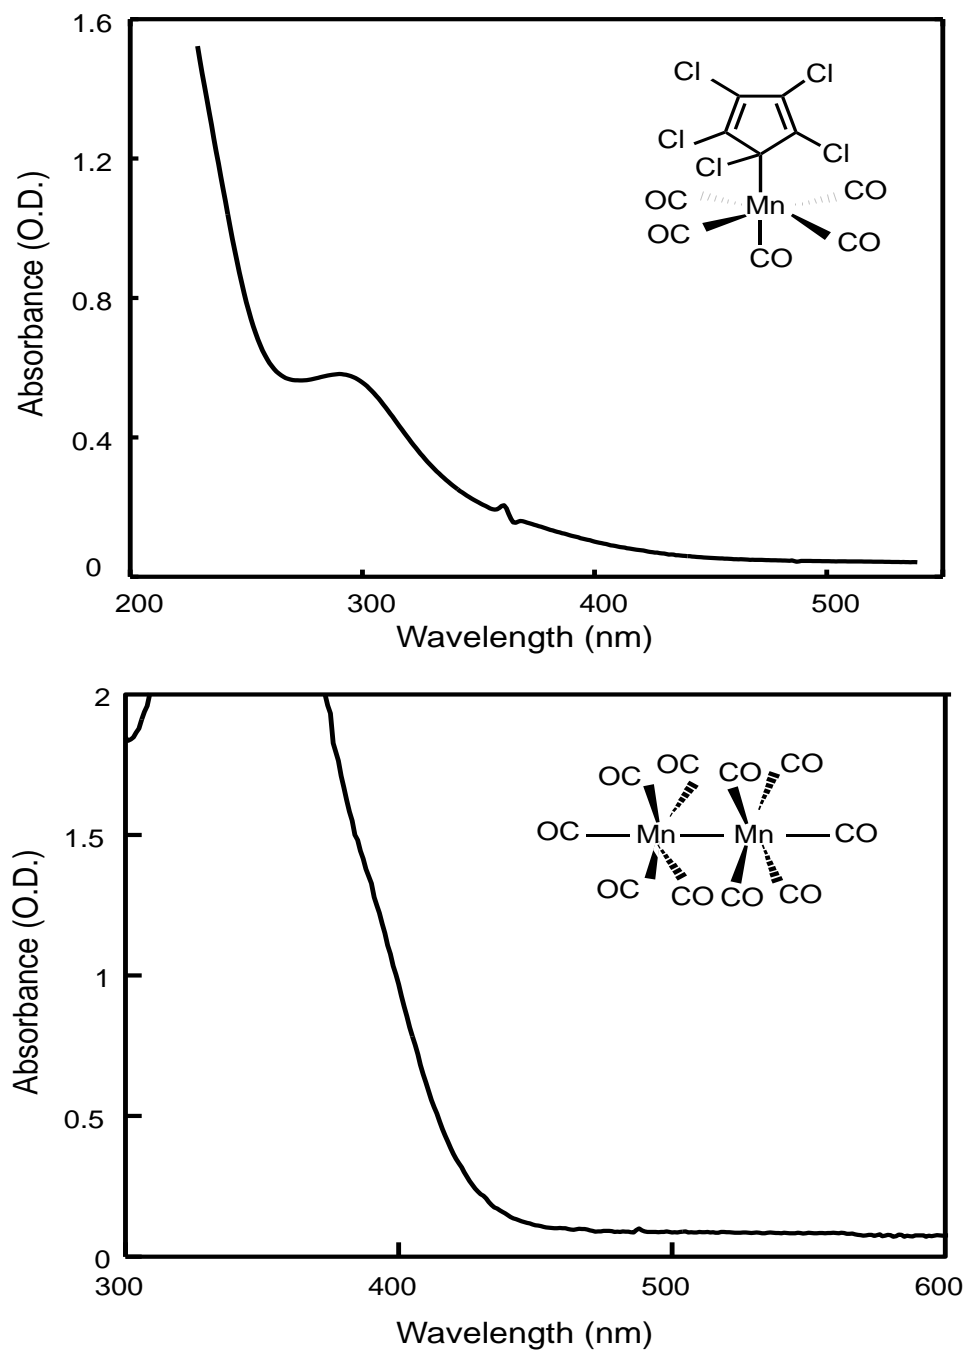 1.6
1.2
0.8
0.4
0
Absorbance (O.D.)
Cl Cl
Cl Cl
Cl
OC Mn CO
OC CO
CO
200 300 400 500
Wavelength (nm)
2
1.5
1
0.5
0
Absorbance (O.D.)
OC OC CO CO
OC Mn Mn CO
OC CO CO CO
300 400 500 600
Wavelength (nm)